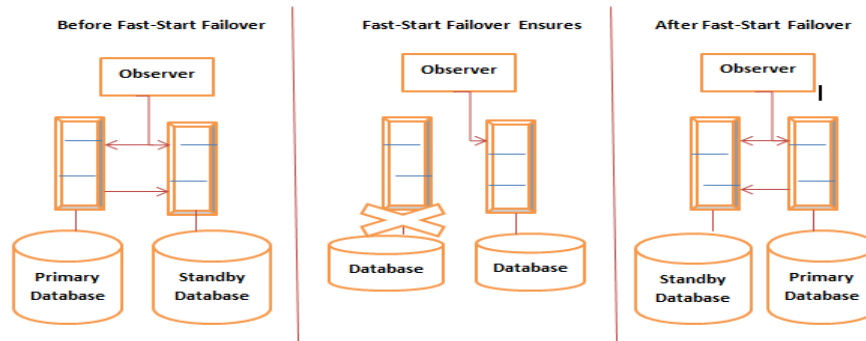 Before Fast-Start Failover
Observer
Primary
Database
Standby
Database
Fast-Start Failover Ensures
Observer
Database
Database
After Fast-Start Failover
Observer
Standby
Database
Primary
Database